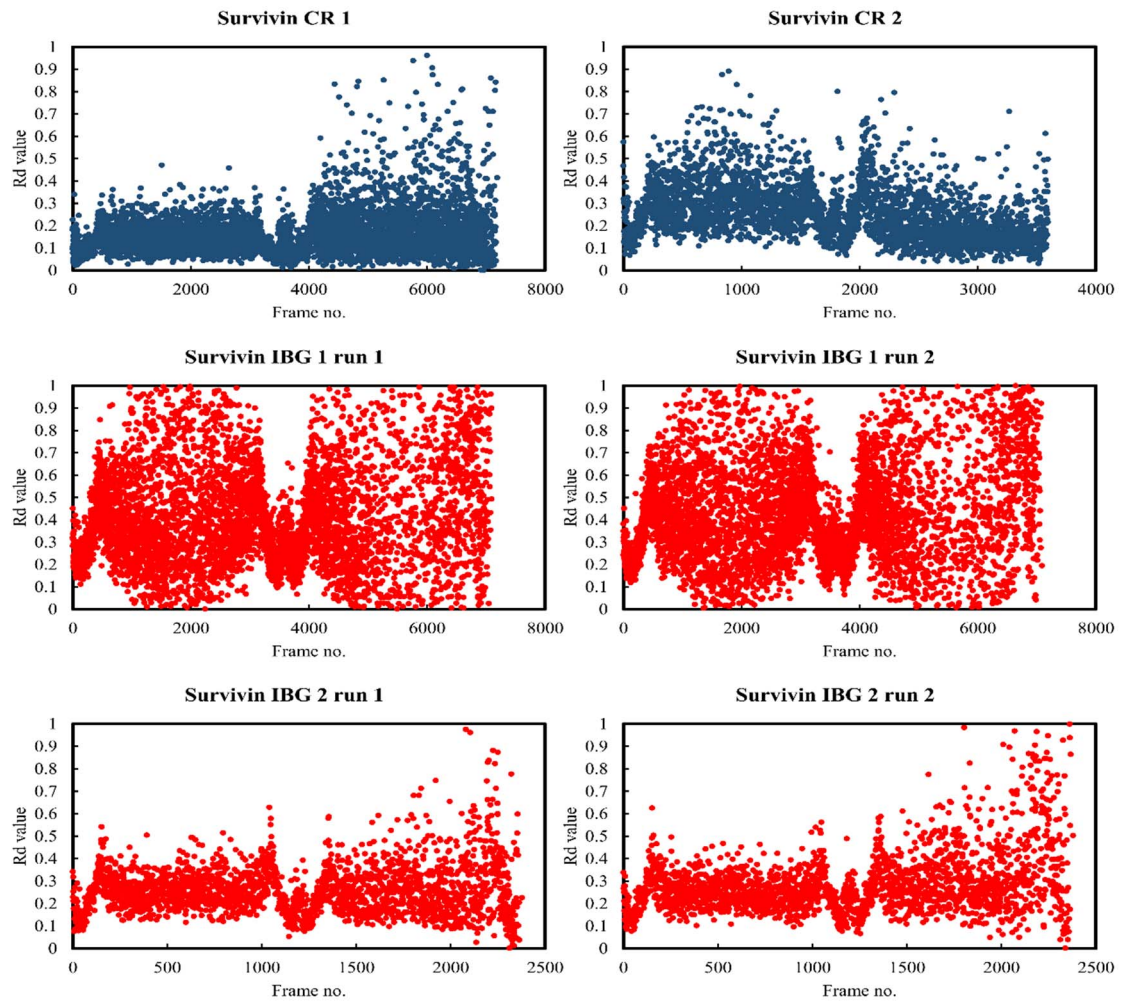 Survivin CR 1
1
0.9
0.8
0.7
0.6
0.5
0.4
0.3
0.2
0.1
0
Rd value
0 2000 4000 6000 8000
Frame no.
Survivin CR 2
1
0.9
0.8
0.7
0.6
0.5
0.4
0.3
0.2
0.1
0
Rd value
0 1000 2000 3000 4000
Frame no.
Survivin IBG 1 run 1
1
0.9
0.8
0.7
0.6
0.5
0.4
0.3
0.2
0.1
0
Rd value
0 2000 4000 6000 8000
Frame no.
Survivin IBG 1 run 2
1
0.9
0.8
0.7
0.6
0.5
0.4
0.3
0.2
0.1
0
Rd value
0 2000 4000 6000 8000
Frame no.
Survivin IBG 2 run 1
1
0.9
0.8
0.7
0.6
0.5
0.4
0.3
0.2
0.1
0
Rd value
0 500 1000 1500 2000 2500
Frame no.
Survivin IBG 2 run 2
1
0.9
0.8
0.7
0.6
0.5
0.4
0.3
0.2
0.1
0
Rd value
0 500 1000 1500 2000 2500
Frame no.